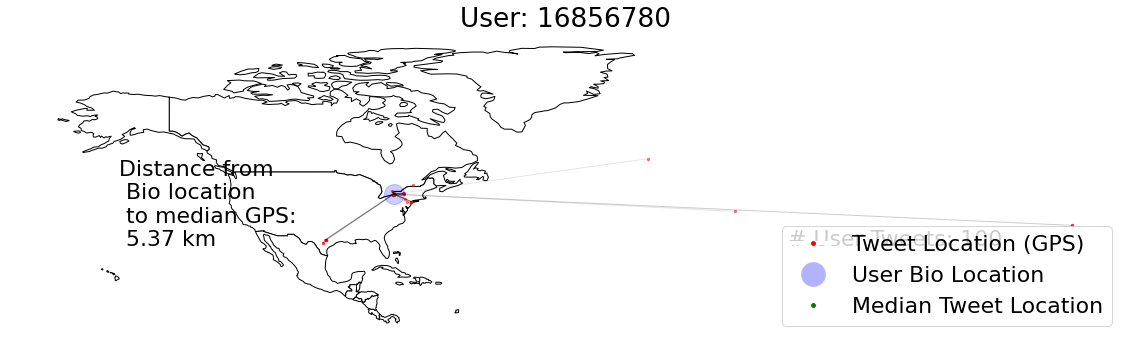 User: 16856780
Distance from
Bio location
to median GPS:
5.37 km
# User Tweets: 100
Tweet Location (GPS)
User Bio Location
Median Tweet Location